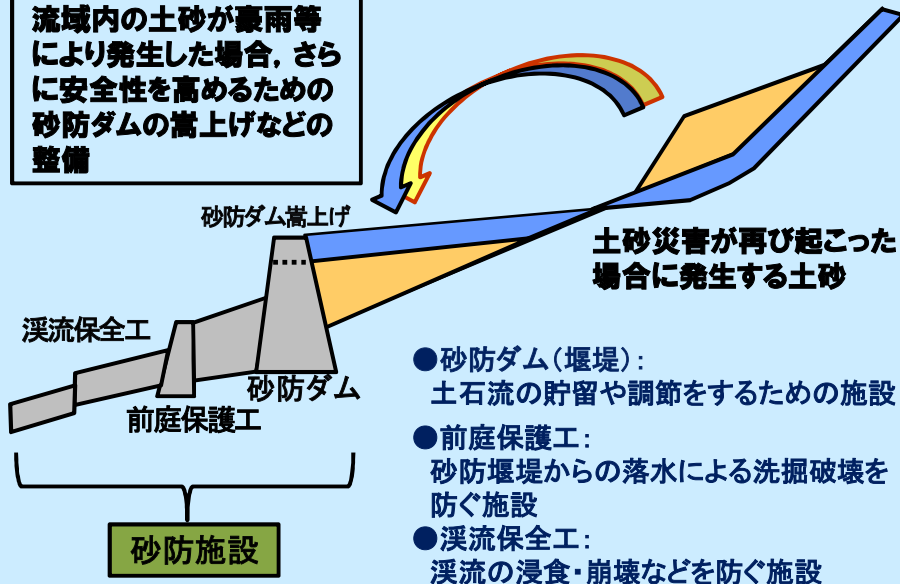 流域内の土砂が豪雨等
により発生した場合，さら
に安全性を高めるための
砂防ダムの嵩上げなどの
整備
砂防ダム嵩上げ
土砂災害が再び起こった
場合に発生する土砂
渓流保全工
砂防ダム
前庭保護工
砂防施設
●砂防ダム（堰堤）：
土石流の貯留や調節をするための施設
●前庭保護工：
砂防堰堤からの落水による洗掘破壊を
防ぐ施設
●渓流保全工：
渓流の浸食・崩壊などを防ぐ施設